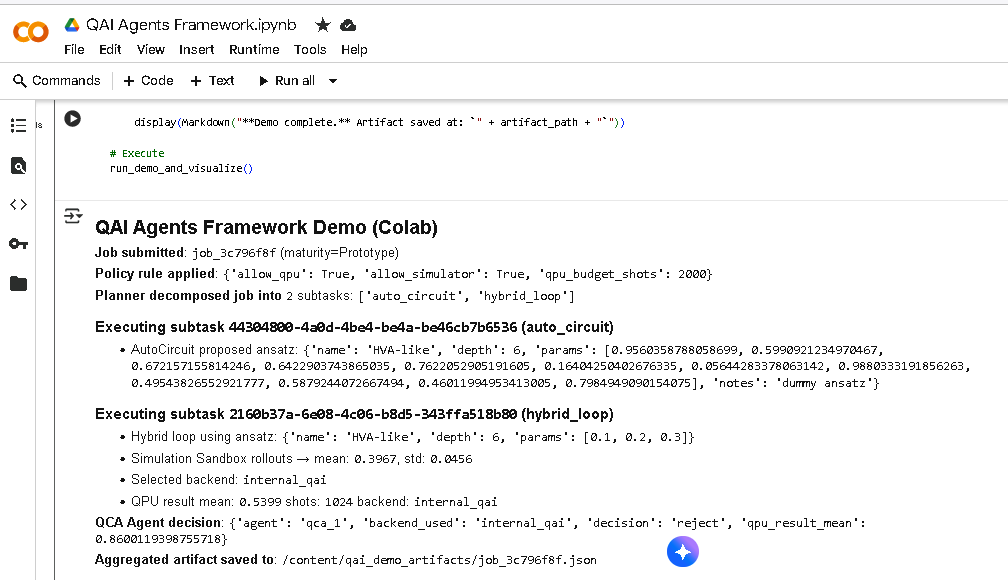 QAI Agents Framework.ipynb
File Edit View Insert Runtime Tools Help
Commands + Code + Text Run all
display(Markdown("**Demo complete.** Artifact saved at: `" + artifact_path + "`"))
# Execute
run_demo_and_visualize()
QAI Agents Framework Demo (Colab)
Job submitted: job_3c796f8f (maturity=Prototype)
Policy rule applied: {'allow_qpu': True, 'allow_simulator': True, 'qpu_budget_shots': 2000}
Planner decomposed job into 2 subtasks: ['auto_circuit', 'hybrid_loop']
Executing subtask 44304800-4a0d-4be4-be4a-be46cb7b6536 (auto_circuit)
• AutoCircuit proposed ansatz: {'name': 'HVA-like', 'depth': 6, 'params': [0.9560358788058699, 0.5990921234970467,
0.672157155814246, 0.6422903743865035, 0.7622052905191605, 0.16404250402676335, 0.05644283378063142, 0.9880333191856263,
0.49543826552921777, 0.5879244072667494, 0.46011994953413005, 0.7984949090154075], 'notes': 'dummy ansatz'}
Executing subtask 2160b37a-6e08-4c06-b8d5-343ffa518b80 (hybrid_loop)
• Hybrid loop using ansatz: {'name': 'HVA-like', 'depth': 6, 'params': [0.1, 0.2, 0.3]}
• Simulation Sandbox rollouts → mean: 0.3967, std: 0.0456
• Selected backend: internal_qai
• QPU result mean: 0.5399 shots: 1024 backend: internal_qai
QCA Agent decision: {'agent': 'qca_1', 'backend_used': 'internal_qai', 'decision': 'reject', 'qpu_result_mean':
0.8600119398755718}
Aggregated artifact saved to: /content/qai_demo_artifacts/job_3c796f8f.json